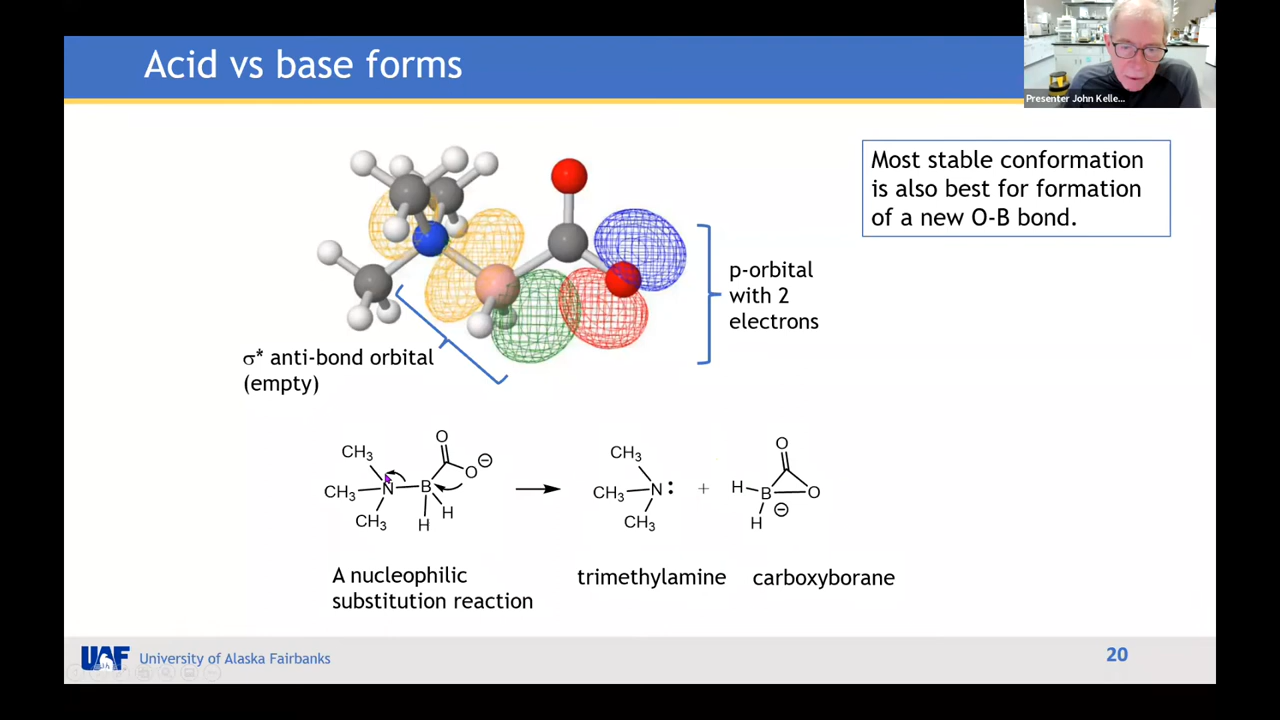 Acid vs base forms
Presenter John Kelle...
Most stable conformation
is also best for formation
of a new O-B bond.
p-orbital
with 2
electrons
σ* anti-bond orbital
(empty)
CH₃
CH₃
CH₃
N
B
O
O
⊖
H
H
CH₃
CH₃
CH₃
N:
+
H
H
B
⊖
O
O
A nucleophilic
substitution reaction
trimethylamine
carboxyborane
UAF
University of Alaska Fairbanks
20